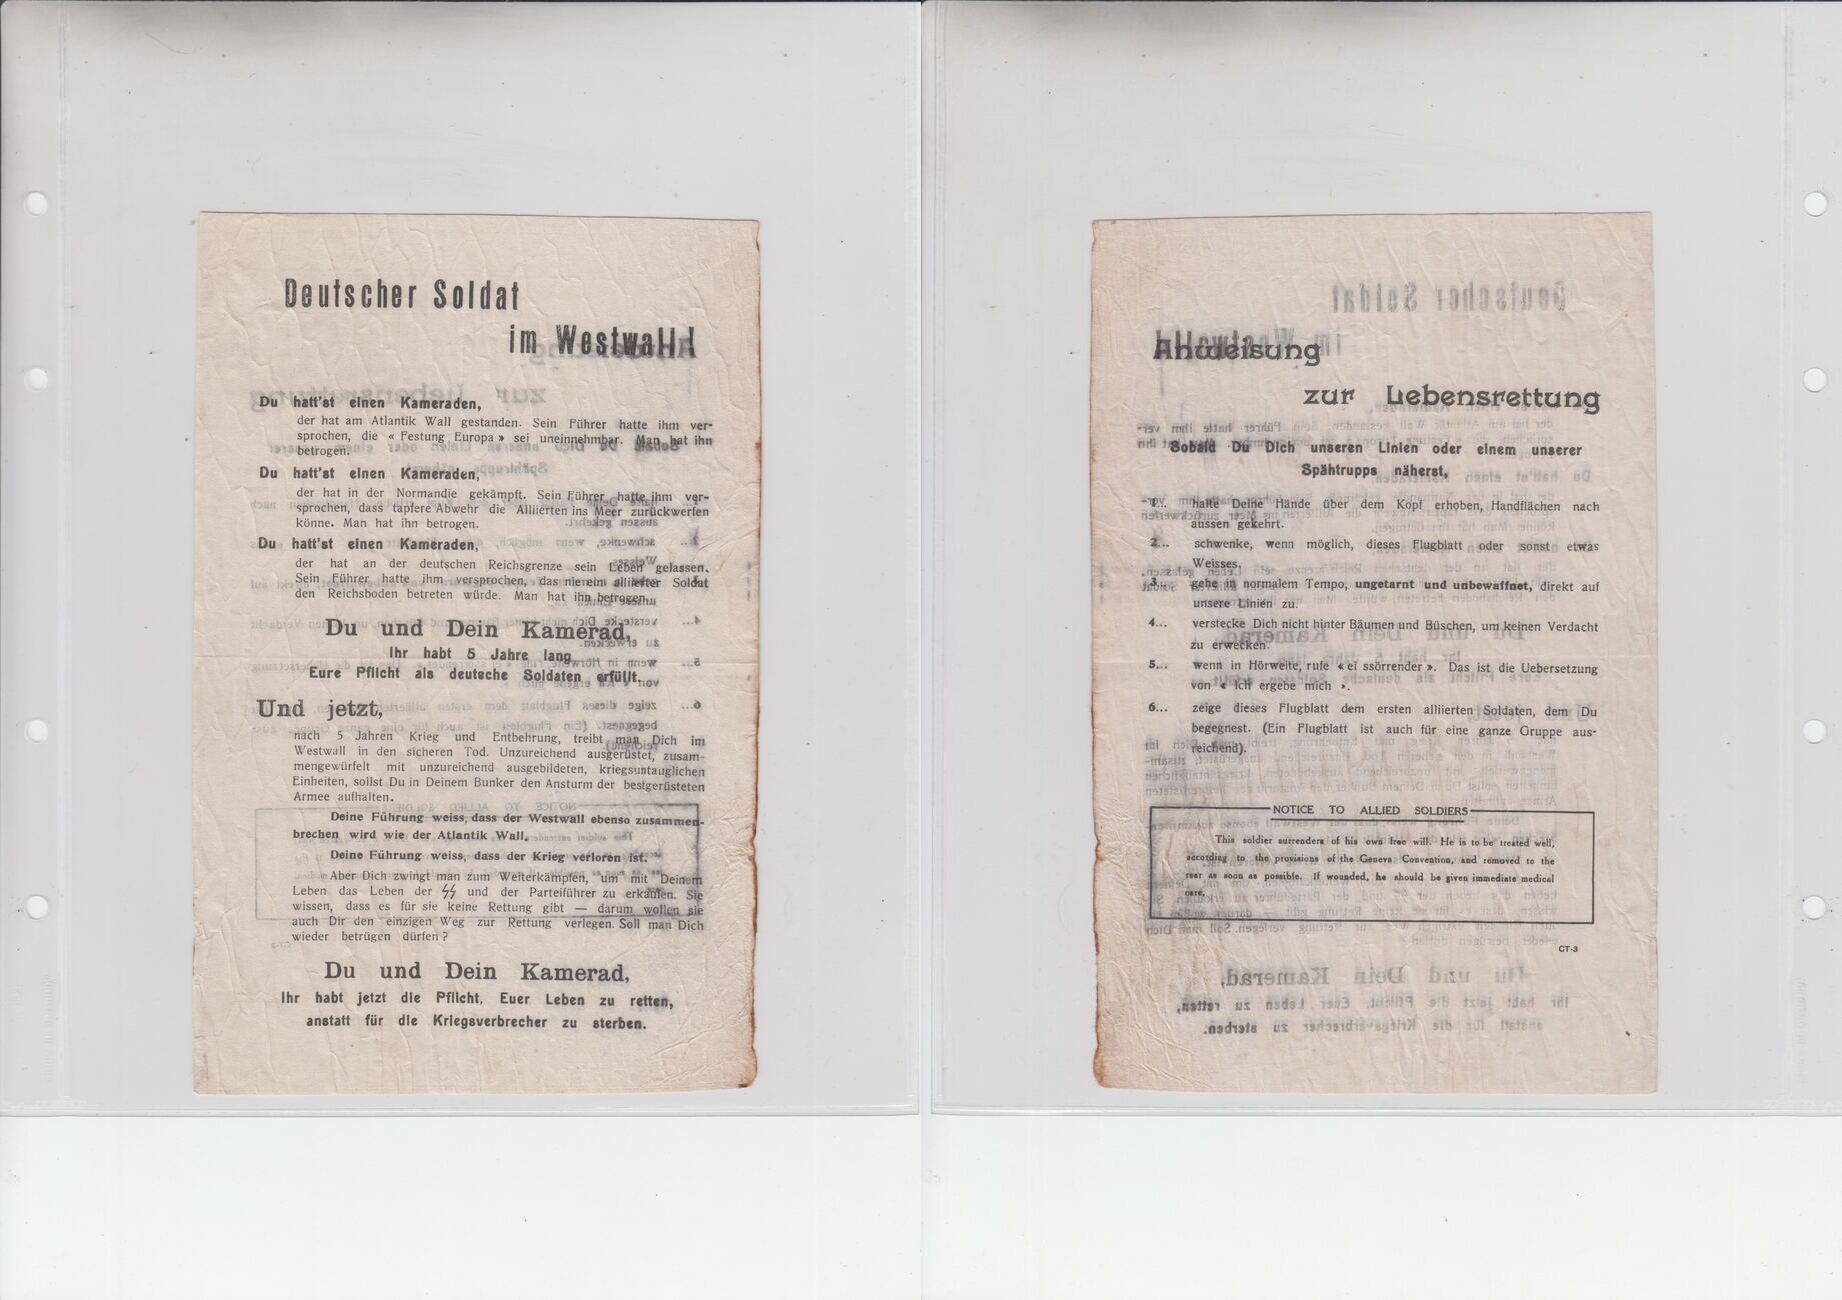 Deutscher Soldat
im Westwall!
Du hatt'st einen Kameraden,
der hat am Atlantik Wall gestanden. Sein Führer hatte ihm ver-
sprochen, die « Festung Europa » sei uneinnehmbar. Man hat ihn
betrogen.
Du hatt'st einen Kameraden,
der hat in der Normandie gekämpft. Sein Führer hatte ihm ver-
sprochen, dass tapfere Abwehr die Alliierten ins Meer zurückwerfen
könne. Man hat ihn betrogen.
Du hatt'st einen Kameraden,
der hat an der deutschen Reichsgrenze sein Leben gelassen.
Sein Führer hatte ihm versprochen, das nie ein alliierter Soldat
den Reichsboden betreten würde. Man hat ihn betrogen.
Du und Dein Kamerad,
Ihr habt 5 Jahre lang
Eure Pflicht als deutsche Soldaten erfüllt.
Und jetzt,
nach 5 Jahren Krieg und Entbehrung, treibt man Dich im
Westwall in den sicheren Tod. Unzureichend ausgerüstet, zusam-
mengewürfelt mit unzureichend ausgebildeten, kriegsuntauglichen
Einheiten, sollst Du in Deinem Bunker den Ansturm der bestgerüsteten
Armee aufhalten.
Deine Führung weiss, dass der Westwall ebenso zusammen-
brechen wird wie der Atlantik Wall.
Deine Führung weiss, dass der Krieg verloren ist.
Aber Dich zwingt man zum Weiterkämpfen, um mit Deinem
Leben das Leben der SS und der Parteiführer zu erkaufen. Sie
wissen, dass es für sie keine Rettung gibt — darum wollen sie
auch Dir den einzigen Weg zur Rettung verlegen. Soll man Dich
wieder betrügen dürfen ?
Du und Dein Kamerad,
Ihr habt jetzt die Pflicht, Euer Leben zu retten,
anstatt für die Kriegsverbrecher zu sterben.
Anweisung
zur Lebensrettung
Sobald Du Dich unseren Linien oder einem unserer
Spähtrupps näherst,
1... halte Deine Hände über dem Kopf erhoben, Handflächen nach
aussen gekehrt.
2... schwenke, wenn möglich, dieses Flugblatt oder sonst etwas
Weisses.
3... gehe in normalem Tempo, ungetarnt und unbewaffnet, direkt auf
unsere Linien zu.
4... verstecke Dich nicht hinter Bäumen und Büschen, um keinen Verdacht
zu erwecken.
5... wenn in Hörweite, rufe « ei ssörrender ». Das ist die Uebersetzung
von « ich ergebe mich ».
6... zeige dieses Flugblatt dem ersten alliierten Soldaten, dem Du
begegnest. (Ein Flugblatt ist auch für eine ganze Gruppe aus-
reichend).
NOTICE TO ALLIED SOLDIERS
This soldier surrenders of his own free will. He is to be treated well,
according to the provisions of the Geneva Convention, and removed to the
rear as soon as possible. If wounded, he should be given immediate medical
care.
CT-3